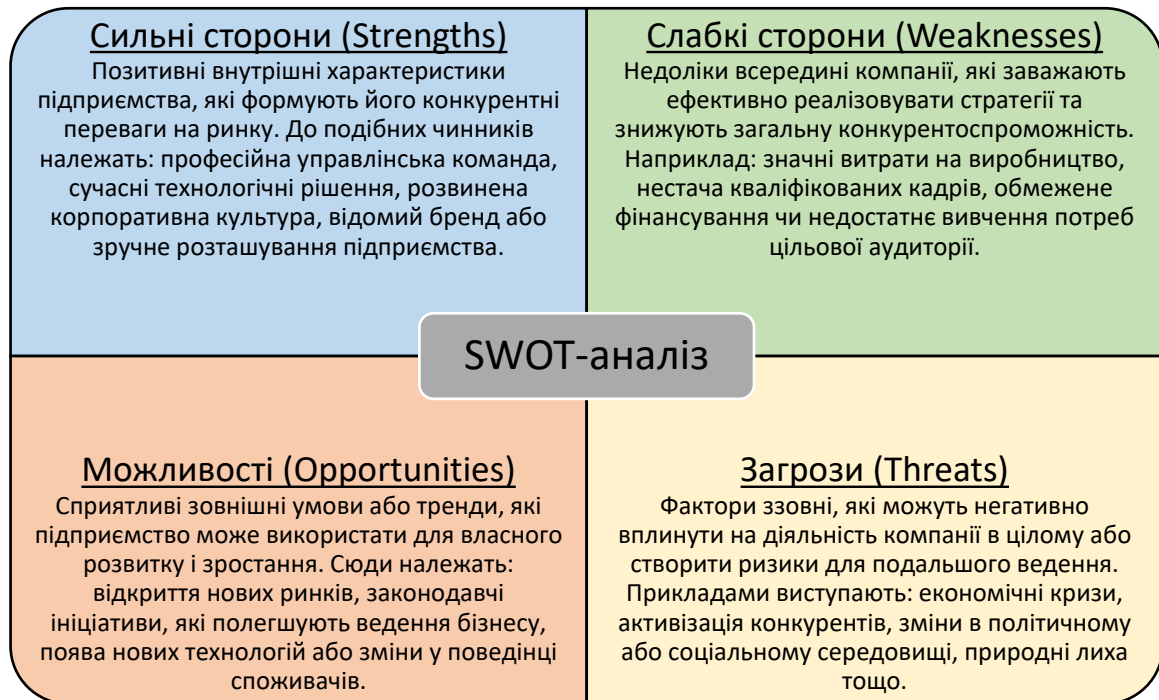 Сильні сторони (Strengths)
Позитивні внутрішні характеристики
підприємства, які формують його конкурентні
переваги на ринку. До подібних чинників
належать: професійна управлінська команда,
сучасні технологічні рішення, розвинена
корпоративна культура, відомий бренд або
зручне розташування підприємства.
Слабкі сторони (Weaknesses)
Недоліки всередині компанії, які заважають
ефективно реалізовувати стратегії та
знижують загальну конкурентоспроможність.
Наприклад: значні витрати на виробництво,
нестача кваліфікованих кадрів, обмежене
фінансування чи недостатнє вивчення потреб
цільової аудиторії.
SWOT-аналіз
Можливості (Opportunities)
Сприятливі зовнішні умови або тренди, які
підприємство може використати для власного
розвитку і зростання. Сюди належать:
відкриття нових ринків, законодавчі
ініціативи, які полегшують ведення бізнесу,
поява нових технологій або зміни у поведінці
споживачів.
Загрози (Threats)
Фактори ззовні, які можуть негативно
вплинути на діяльність компанії в цілому або
створити ризики для подальшого ведення.
Прикладами виступають: економічні кризи,
активізація конкурентів, зміни в політичному
або соціальному середовищі, природні лиха
тощо.